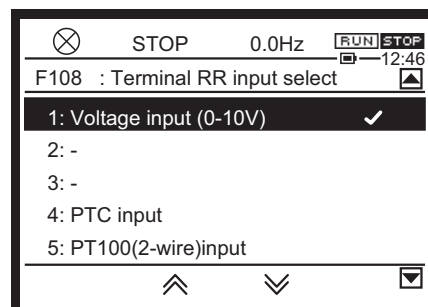 STOP 0.0Hz RUN STOP
12:46
F108 : Terminal RR input select
1: Voltage input (0-10V)
2: -
3: -
4: PTC input
5: PT100(2-wire)input